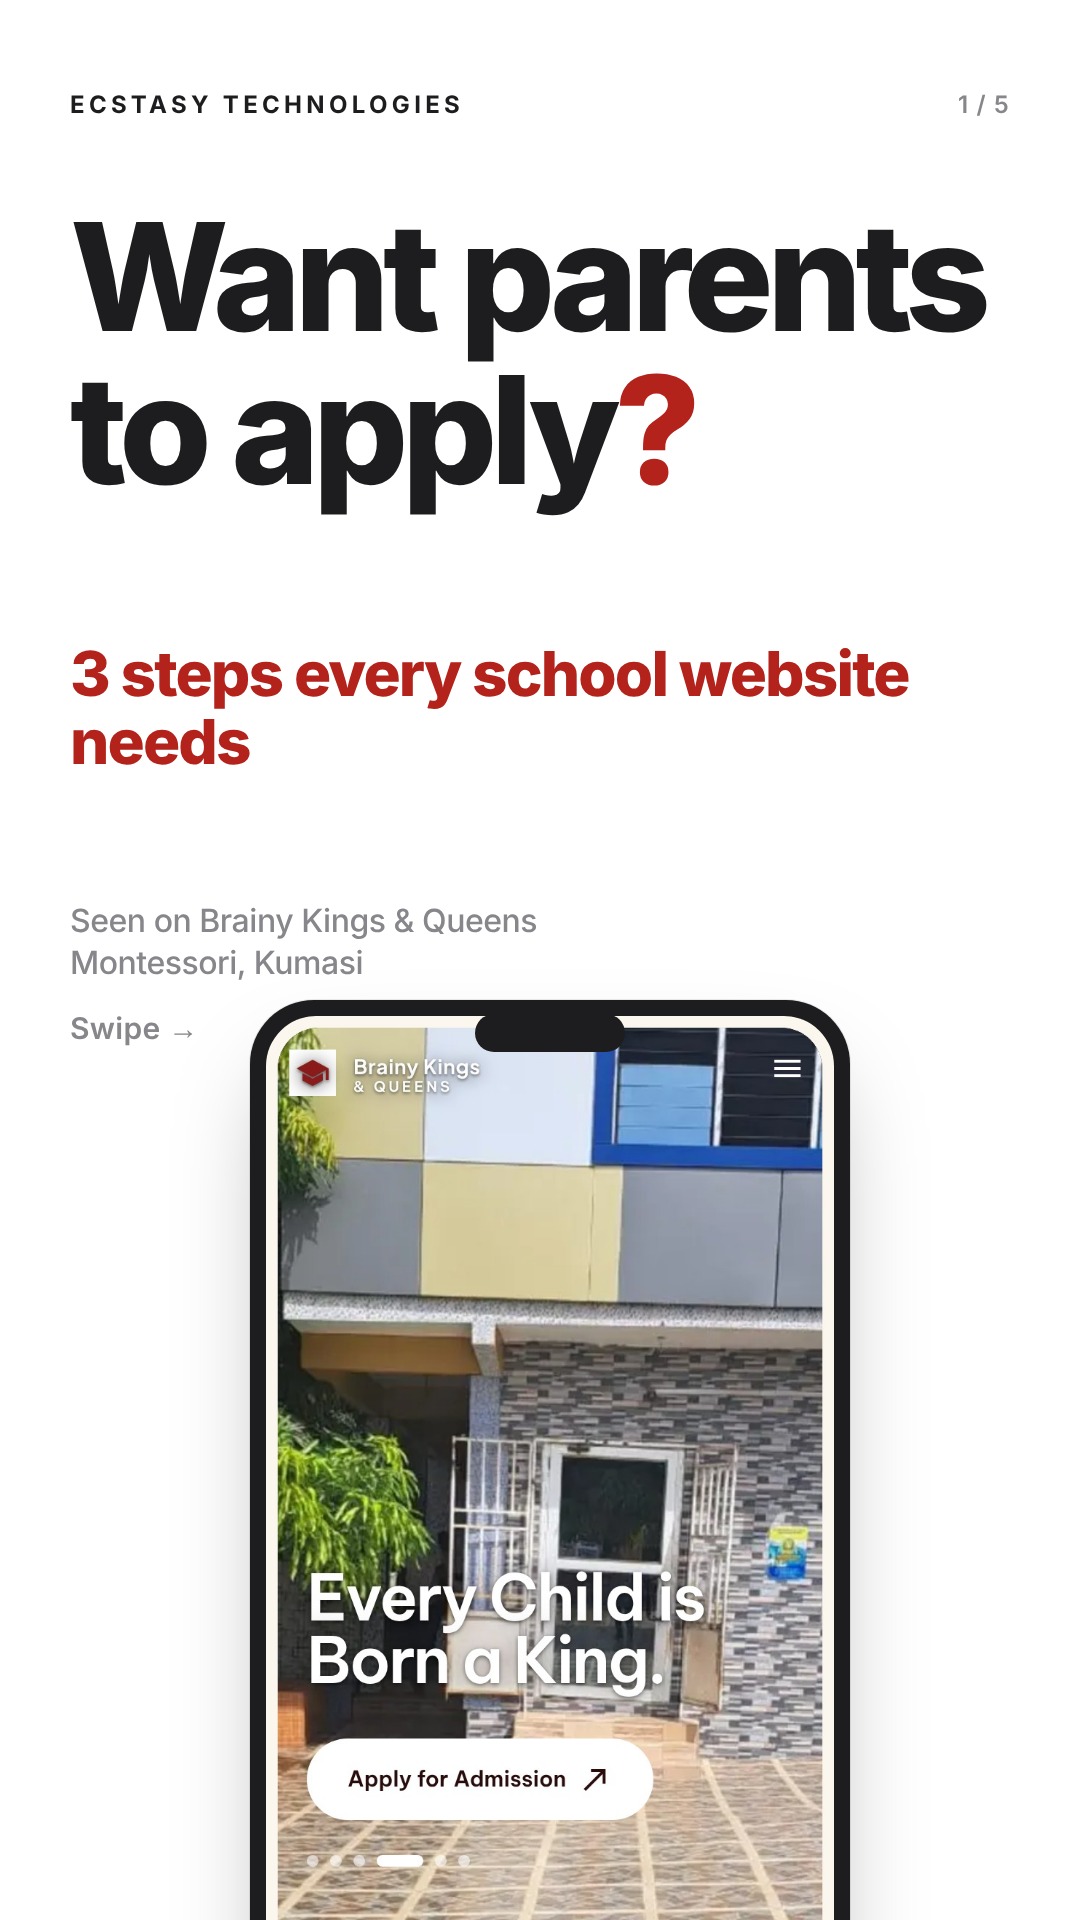 ECSTASY TECHNOLOGIES
1 / 5
Want parents
to apply?
3 steps every school website
needs
Seen on Brainy Kings & Queens
Montessori, Kumasi
Swipe →
Brainy Kings
& QUEENS
Every Child is
Born a King.
Apply for Admission